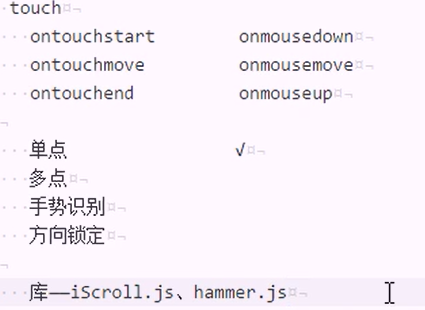 touch
ontouchstart onmousedown
ontouchmove onmousemove
ontouchend onmouseup
单点 √
多点
手势识别
方向锁定
库——iScroll.js、hammer.js